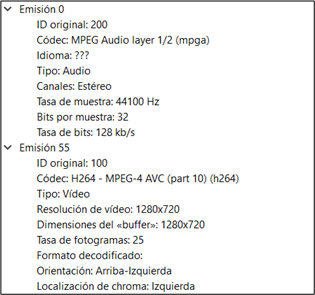 Emisión 0
ID original: 200
Códec: MPEG Audio layer 1/2 (mpga)
Idioma: ???
Tipo: Audio
Canales: Estéreo
Tasa de muestra: 44100 Hz
Bits por muestra: 32
Tasa de bits: 128 kb/s
Emisión 55
ID original: 100
Códec: H264 - MPEG-4 AVC (part 10) (h264)
Tipo: Vídeo
Resolución de vídeo: 1280x720
Dimensiones del «buffer»: 1280x720
Tasa de fotogramas: 25
Formato decodificado:
Orientación: Arriba-Izquierda
Localización de chroma: Izquierda